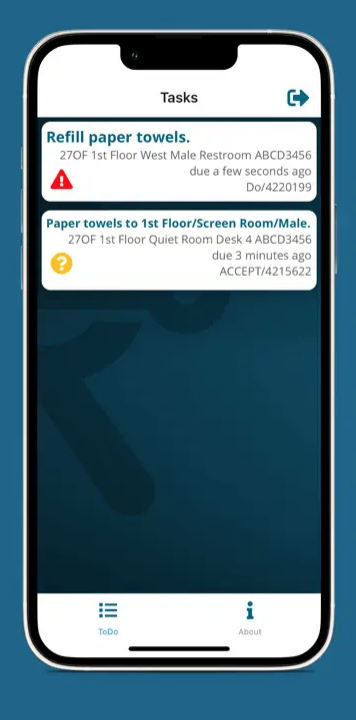 Tasks
Refill paper towels.
27OF 1st Floor West Male Restroom ABCD3456
due a few seconds ago
Do/4220199
Paper towels to 1st Floor/Screen Room/Male.
27OF 1st Floor Quiet Room Desk 4 ABCD3456
due 3 minutes ago
ACCEPT/4215622
ToDo
About